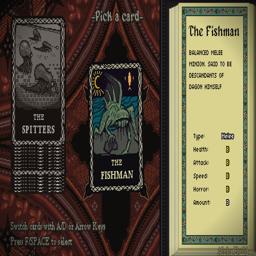 -Pick a card-
THE
SPITTERS
THE
FISHMAN
Switch cards with A/D or Arrow Keys
Press F/SPACE to select
The Fishman
BALANCED MELEE
MINION. SAID TO BE
DESCENDANTS OF
DAGON HIMSELF
Type: Melee
Health:
Attack:
Speed:
Horror:
Amount: